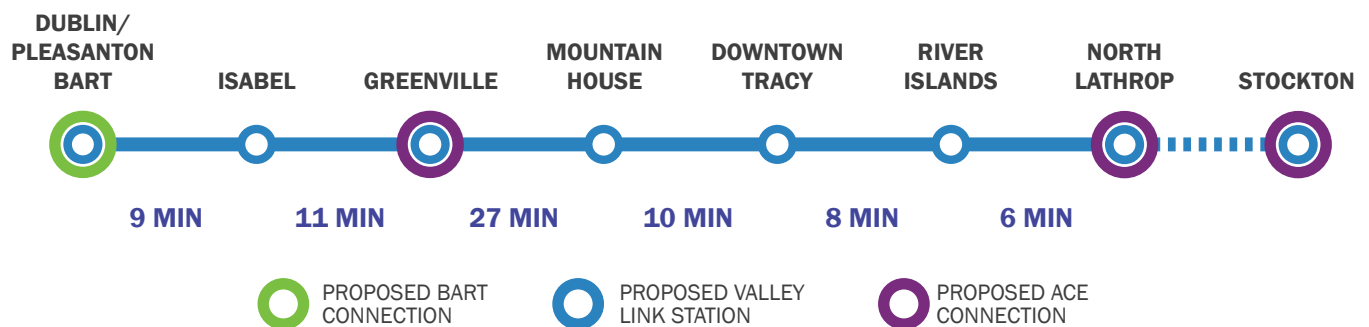 DUBLIN/
PLEASANTON
BART
ISABEL
GREENVILLE
MOUNTAIN
HOUSE
DOWNTOWN
TRACY
RIVER
ISLANDS
NORTH
LATHROP
STOCKTON
9 MIN
11 MIN
27 MIN
10 MIN
8 MIN
6 MIN
PROPOSED BART
CONNECTION
PROPOSED VALLEY
LINK STATION
PROPOSED ACE
CONNECTION